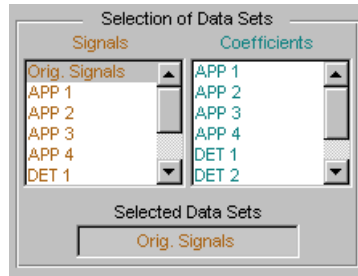 Selection of Data Sets
Signals
Coefficients
Orig. Signals
APP 1
APP 2
APP 3
APP 4
DET 1
APP 1
APP 2
APP 3
APP 4
DET 1
DET 2
Selected Data Sets
Orig. Signals